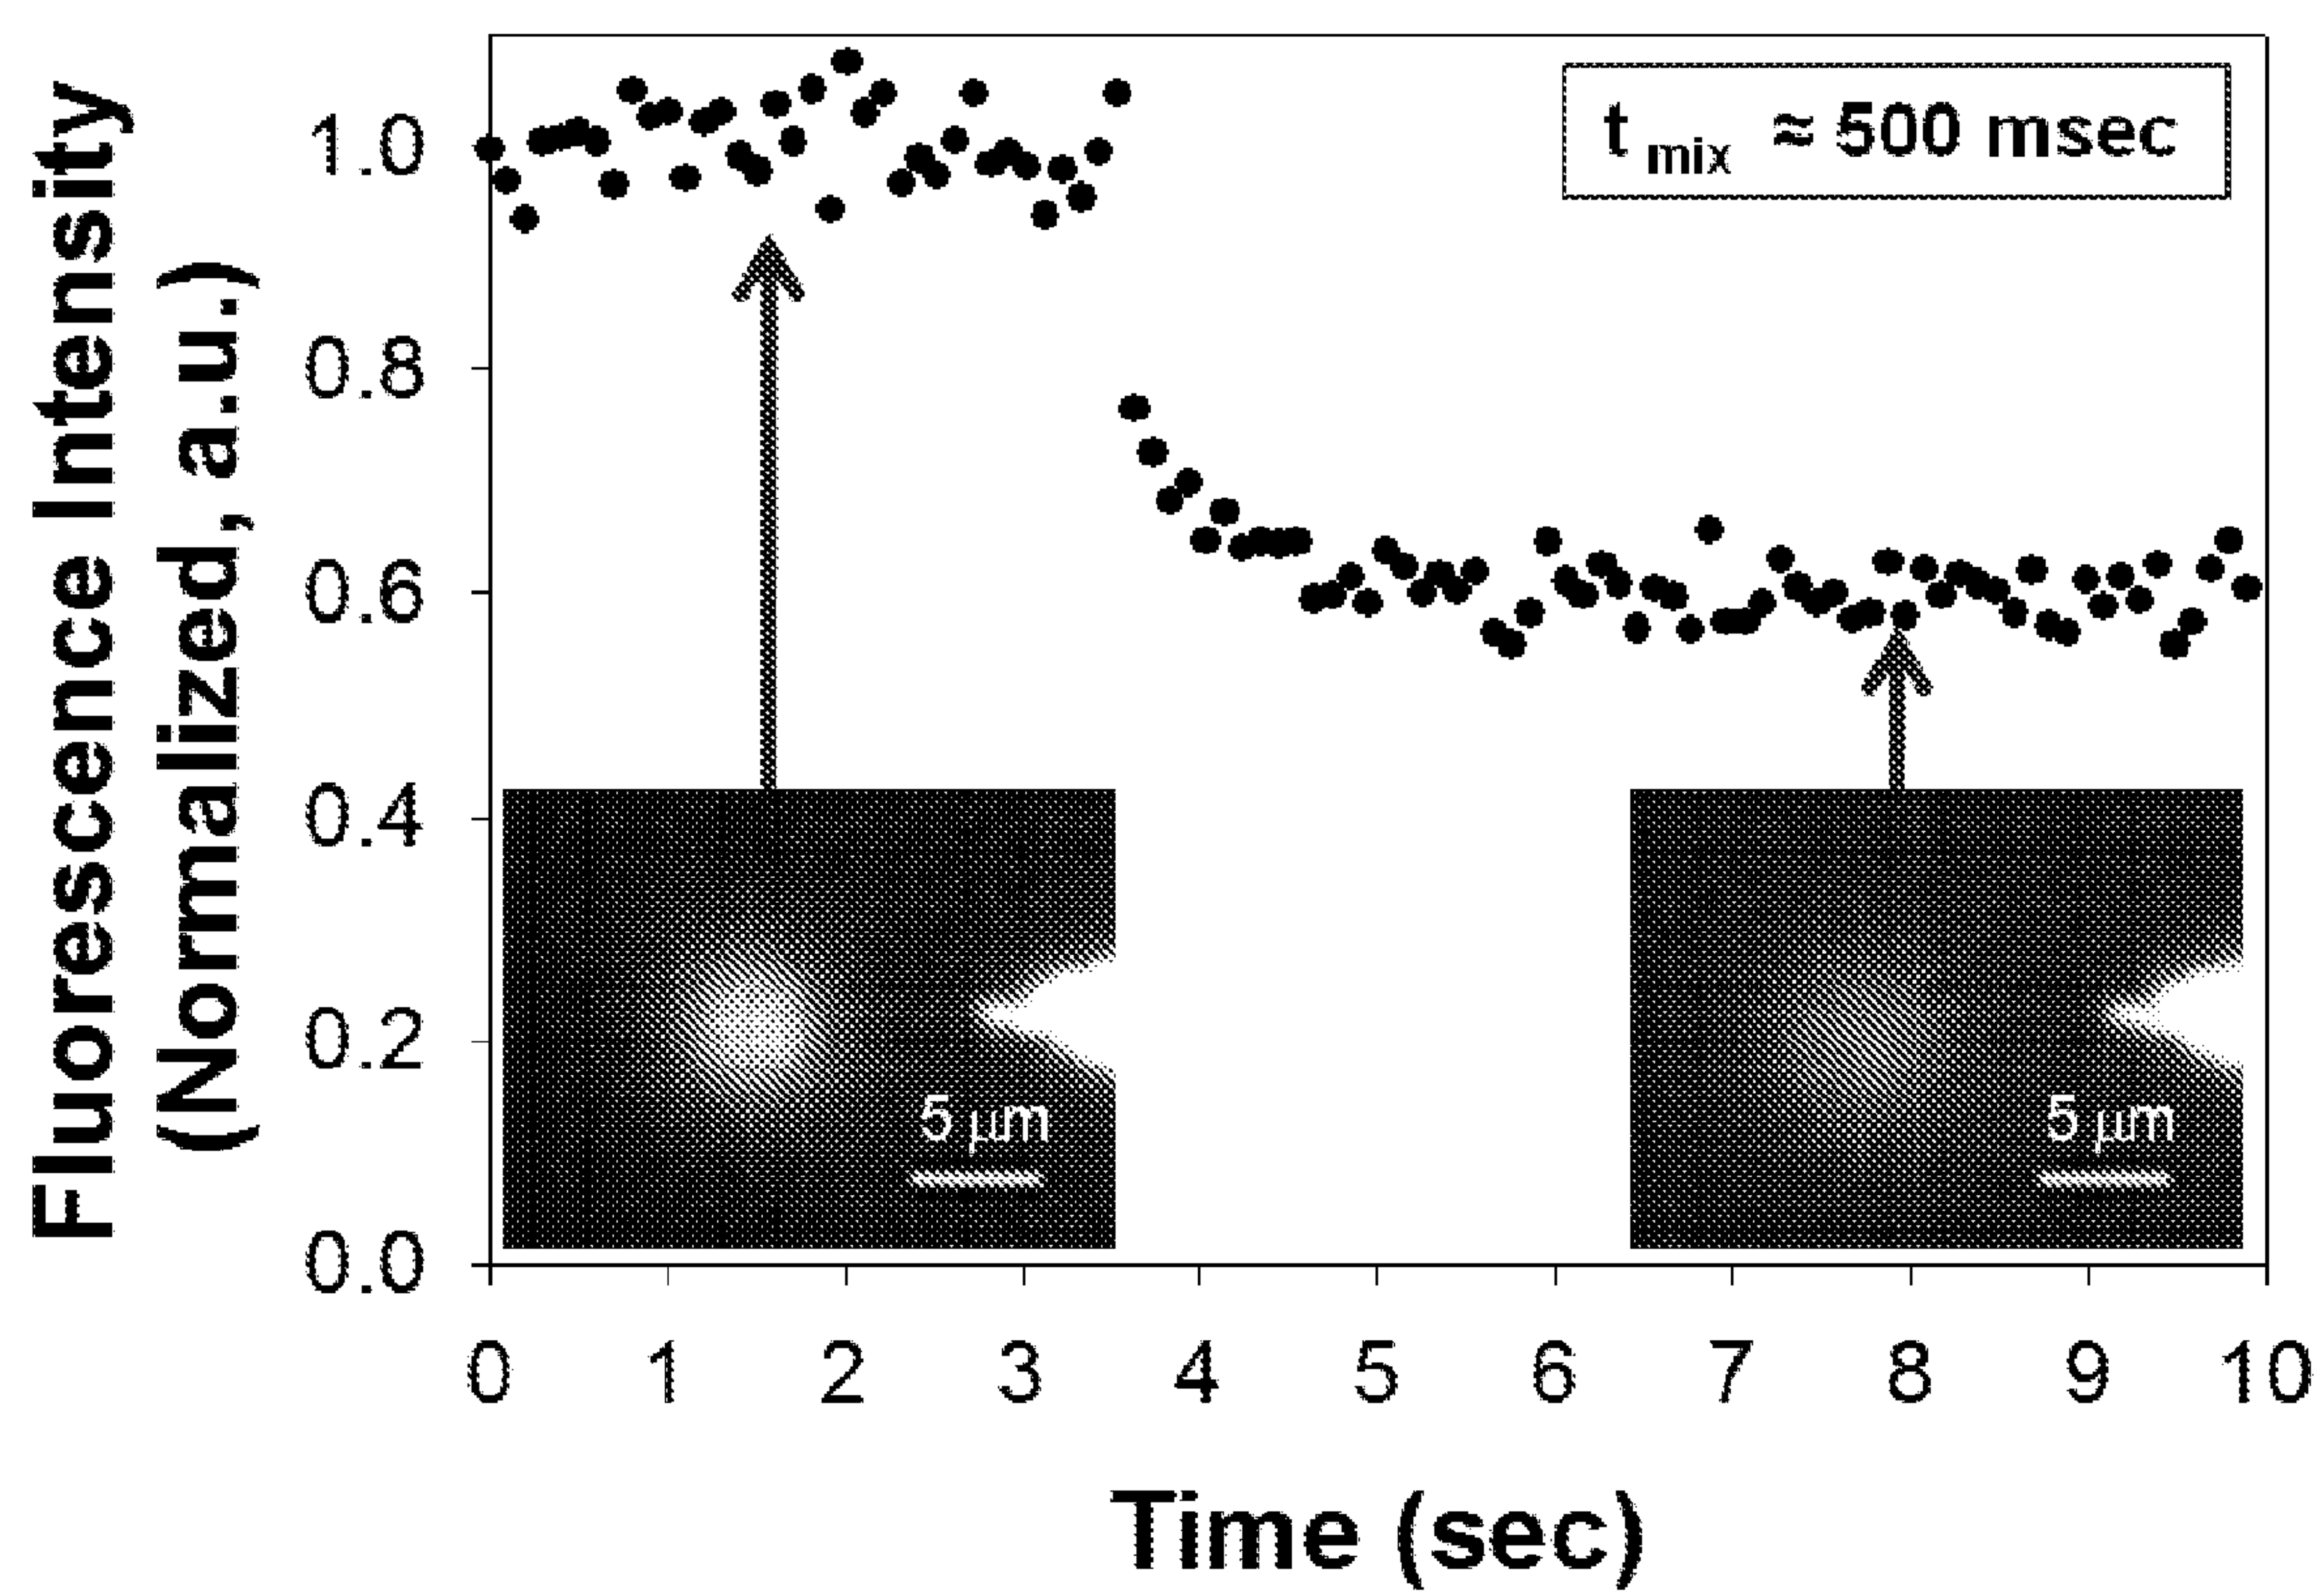 Fluorescence Intensity
(Normalized, a.u.)
1.0
0.8
0.6
0.4
0.2
0.0
t mix ≈ 500 msec
5 μm
5 μm
0 1 2 3 4 5 6 7 8 9 10
Time (sec)